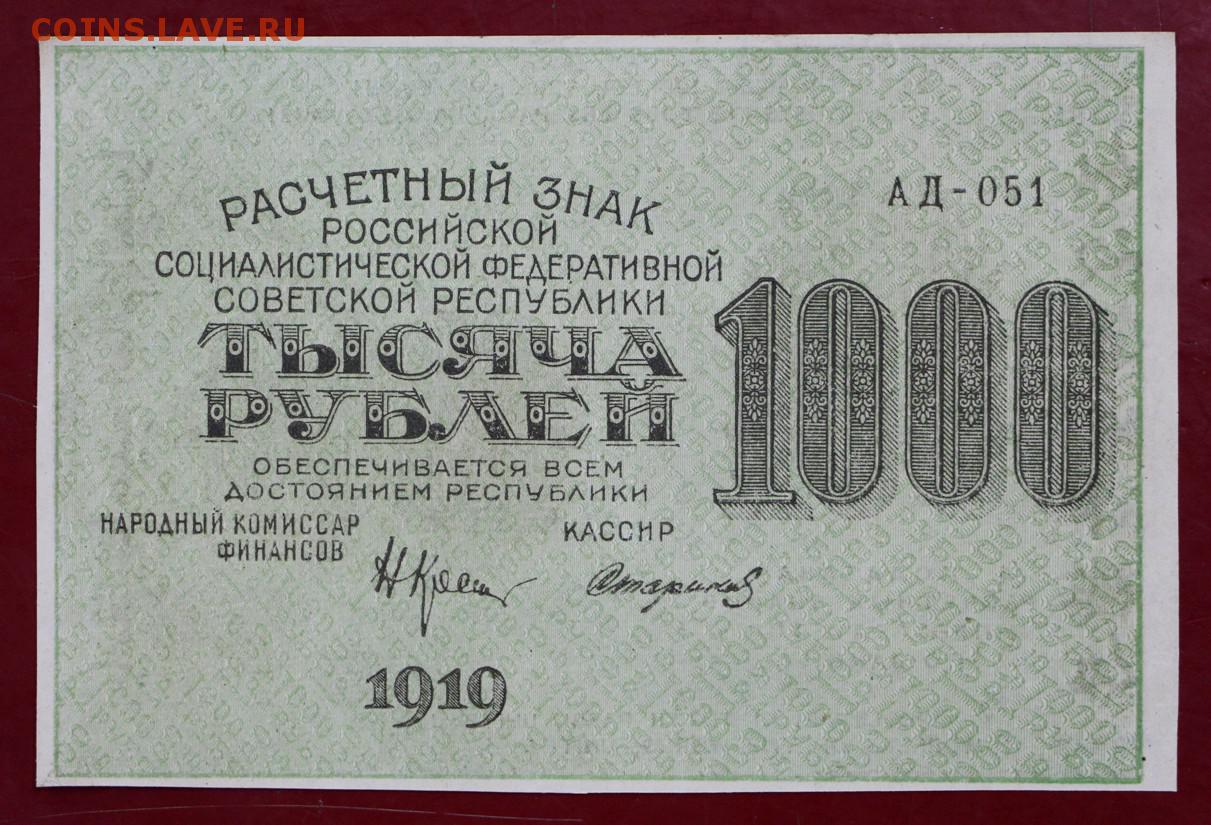 COINS.LAVE.RU
РАСЧЕТНЫЙ ЗНАК
РОССИЙСКОЙ
СОЦИАЛИСТИЧЕСКОЙ ФЕДЕРАТИВНОЙ
СОВЕТСКОЙ РЕСПУБЛИКИ
АД-051
ТЫСЯЧА
РУБЛЕЙ
1000
ОБЕСПЕЧИВАЕТСЯ ВСЕМ
ДОСТОЯНИЕМ РЕСПУБЛИКИ
НАРОДНЫЙ КОМИССАР
ФИНАНСОВ
КАССИР
1919